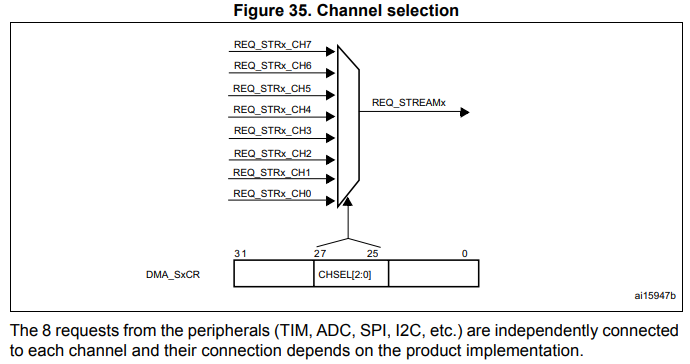 Figure 35. Channel selection
REQ_STRx_CH7
REQ_STRx_CH6
REQ_STRx_CH5
REQ_STRx_CH4
REQ_STREAMx
REQ_STRx_CH3
REQ_STRx_CH2
REQ_STRx_CH1
REQ_STRx_CH0
31 27 25 0
DMA_SxCR CHSEL[2:0]
ai15947b
The 8 requests from the peripherals (TIM, ADC, SPI, I2C, etc.) are independently connected
to each channel and their connection depends on the product implementation.